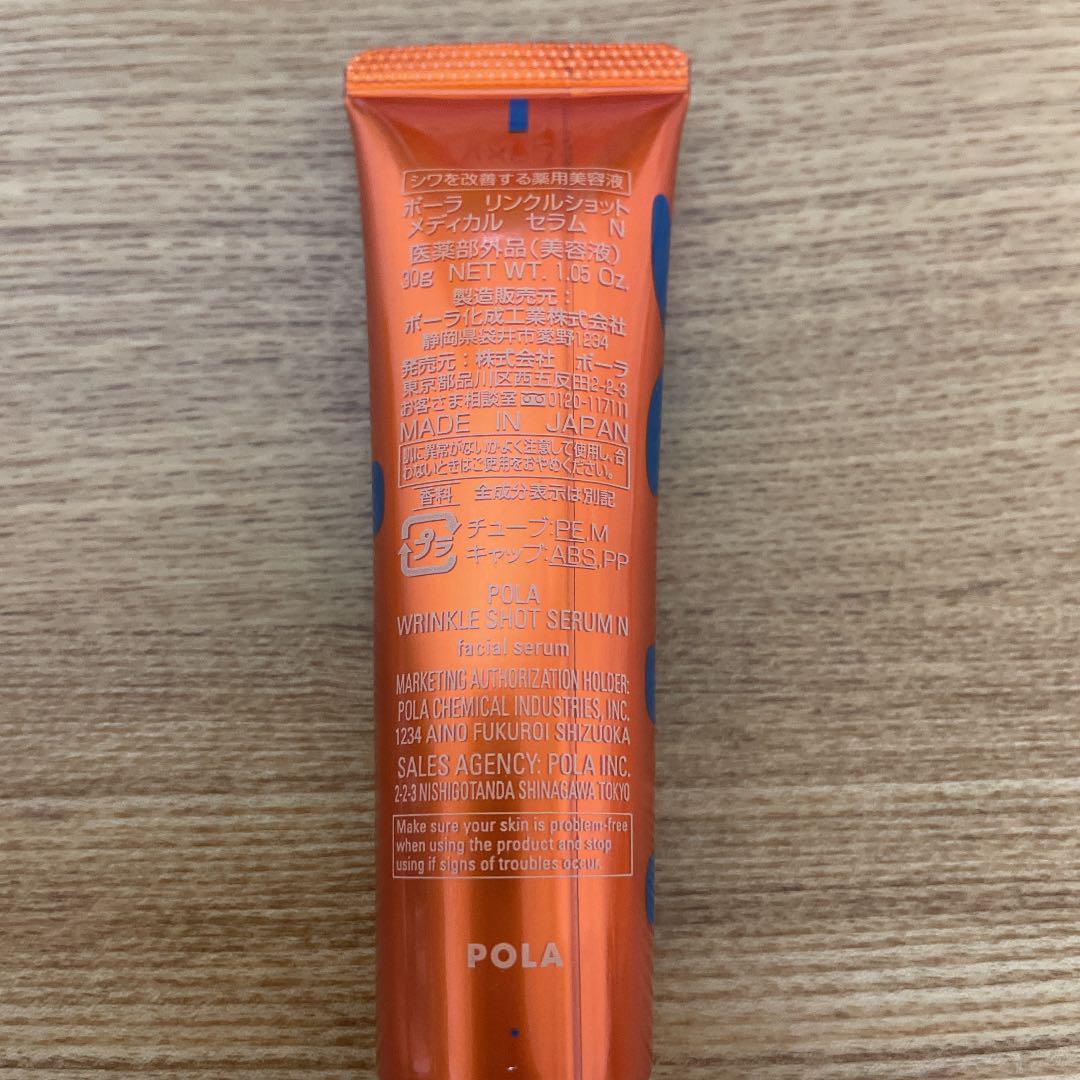 シワを改善する薬用美容液
ポーラ リンクルショット
メディカル セラム N
医薬部外品(美容液)
30g NET WT. 1.05 Oz.
製造販売元:
ポーラ化成工業株式会社
静岡県袋井市愛野1234
発売元:株式会社 ポーラ
東京都品川区西五反田2-2-3
お客さま相談室 0120-117111
MADE IN JAPAN
肌に異常がないかよく注意して使用し、合
わないときはご使用をおやめください。
香料 全成分表示は別記
プラ
チューブ:PE,M
キャップ:ABS,PP
POLA
WRINKLE SHOT SERUM N
facial serum
MARKETING AUTHORIZATION HOLDER:
POLA CHEMICAL INDUSTRIES, INC.
1234 AINO FUKUROI SHIZUOKA
SALES AGENCY: POLA INC.
2-2-3 NISHIGOTANDA SHINAGAWA TOKYO
Make sure your skin is problem-free
when using the product and stop
using if signs of troubles occur.
POLA